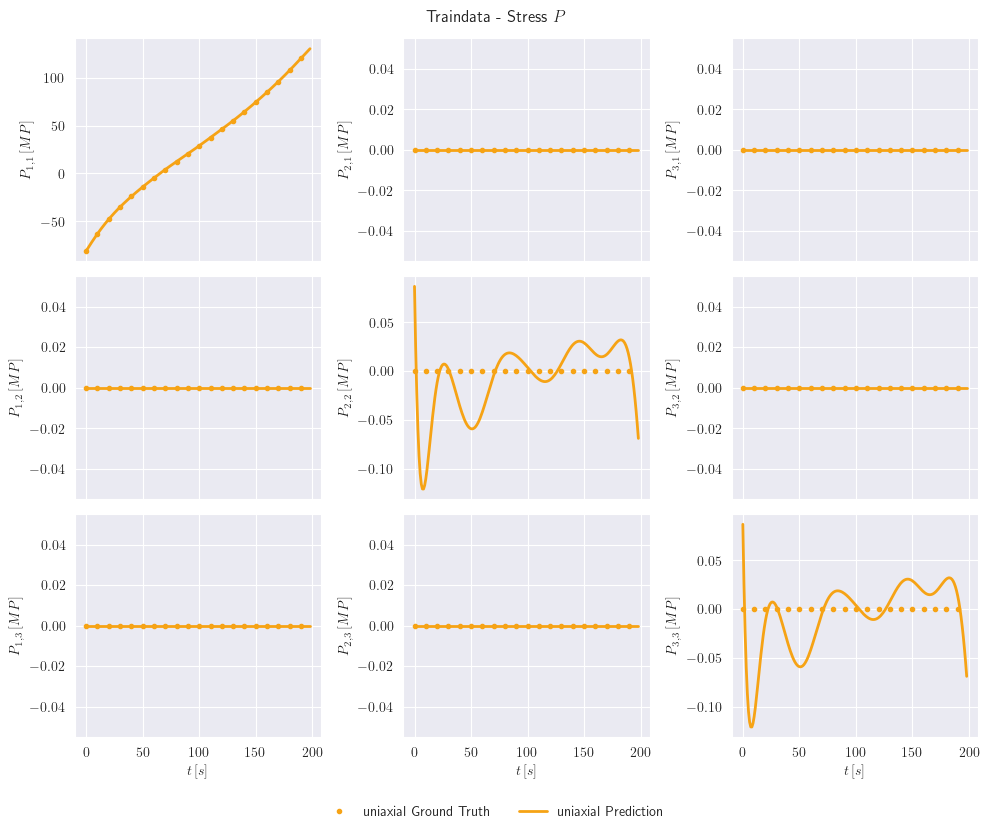 Traindata - Stress P
P1,1 [MP]
100
50
0
−50
P2,1 [MP]
0.04
0.02
0.00
−0.02
−0.04
P3,1 [MP]
0.04
0.02
0.00
−0.02
−0.04
P1,2 [MP]
0.04
0.02
0.00
−0.02
−0.04
P2,2 [MP]
0.05
0.00
−0.05
−0.10
P3,2 [MP]
0.04
0.02
0.00
−0.02
−0.04
P1,3 [MP]
0.04
0.02
0.00
−0.02
−0.04
0 50 100 150 200
t [s]
P2,3 [MP]
0.04
0.02
0.00
−0.02
−0.04
0 50 100 150 200
t [s]
P3,3 [MP]
0.05
0.00
−0.05
−0.10
0 50 100 150 200
t [s]
uniaxial Ground Truth
uniaxial Prediction